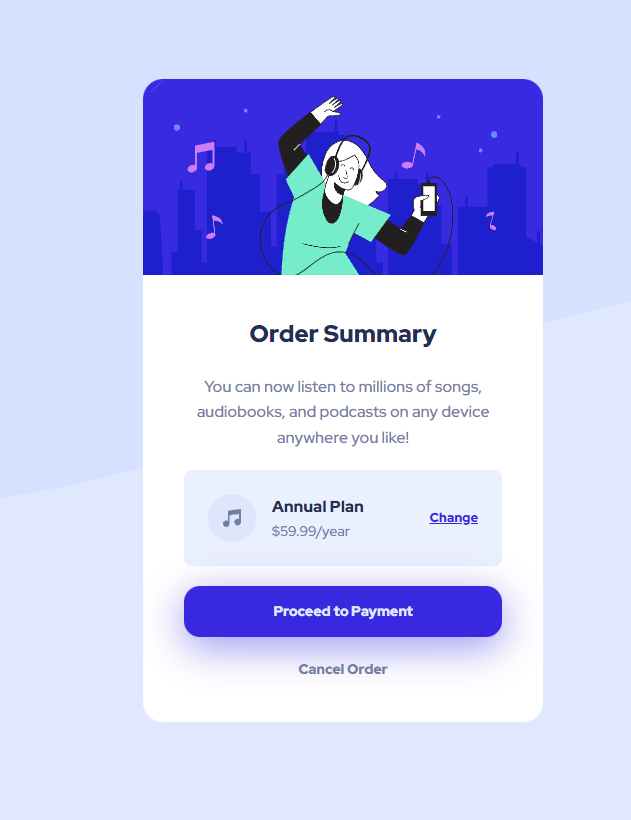 Order Summary
You can now listen to millions of songs,
audiobooks, and podcasts on any device
anywhere you like!
Annual Plan
$59.99/year
Change
Proceed to Payment
Cancel Order